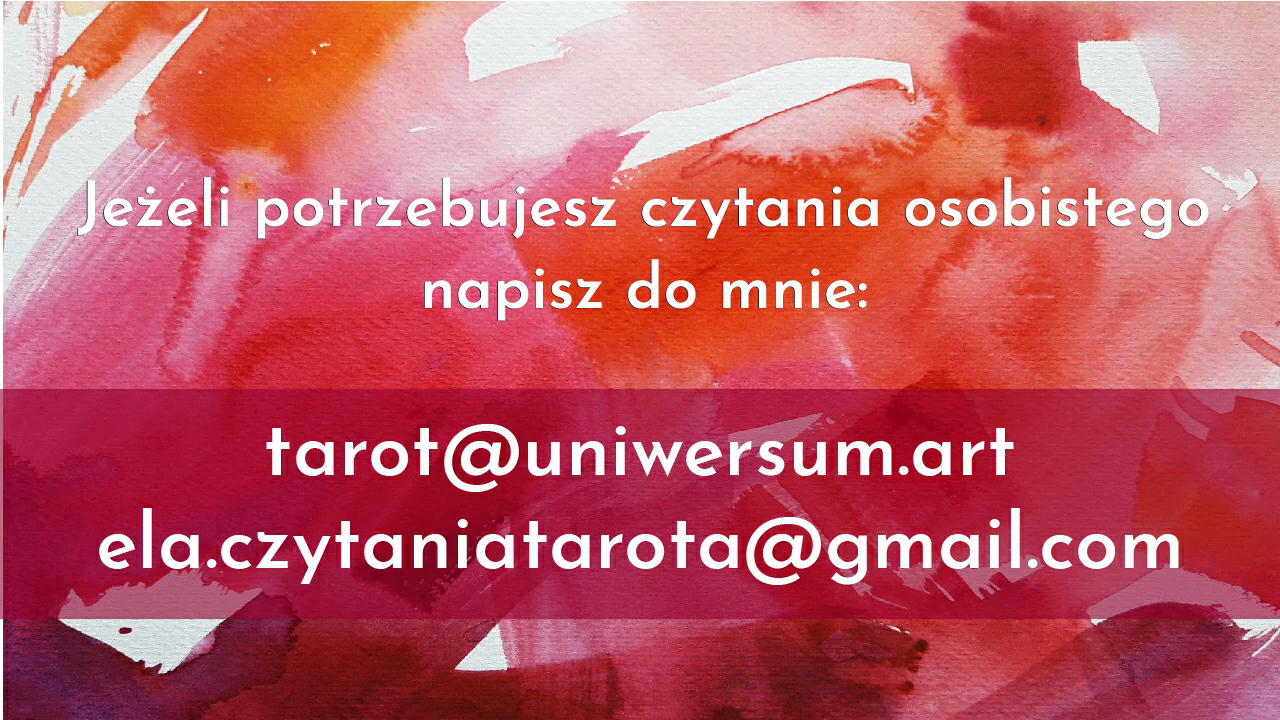 Jeżeli potrzebujesz czytania osobistego
napisz do mnie:
tarot@uniwersum.art
ela.czytaniatarota@gmail.com